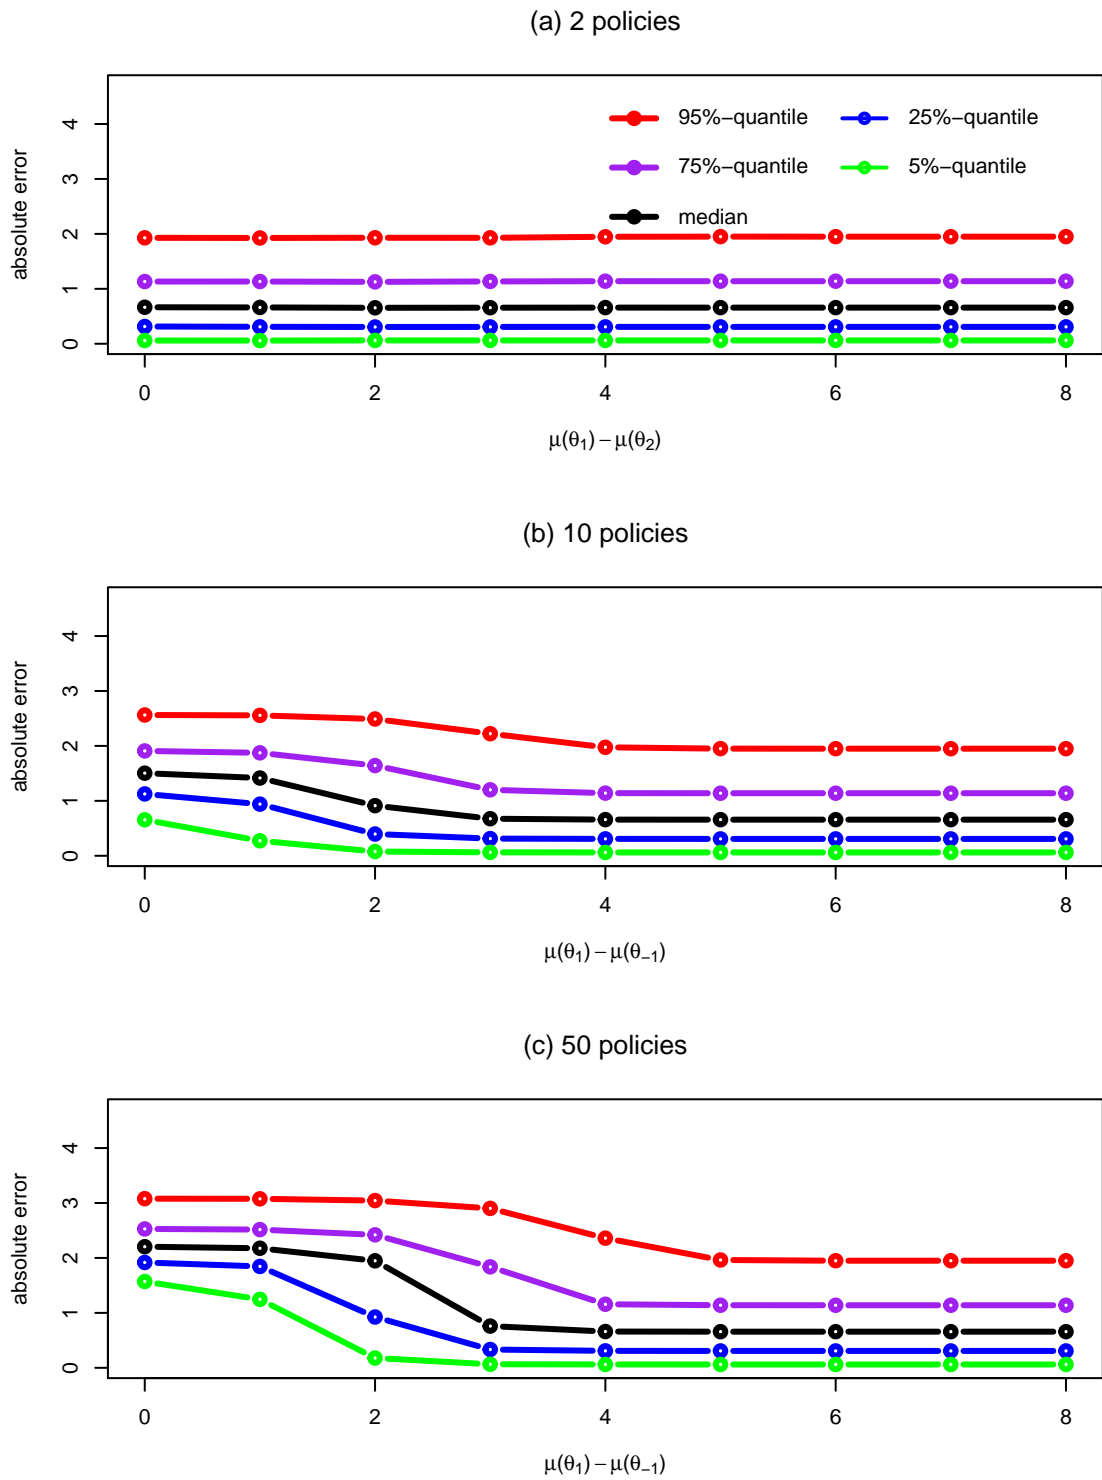 (a) 2 policies
absolute error
4
3
2
1
0
95%−quantile
75%−quantile
median
25%−quantile
5%−quantile
0 2 4 6 8
μ(θ1) − μ(θ2)
(b) 10 policies
absolute error
4
3
2
1
0
0 2 4 6 8
μ(θ1) − μ(θ−1)
(c) 50 policies
absolute error
4
3
2
1
0
0 2 4 6 8
μ(θ1) − μ(θ−1)